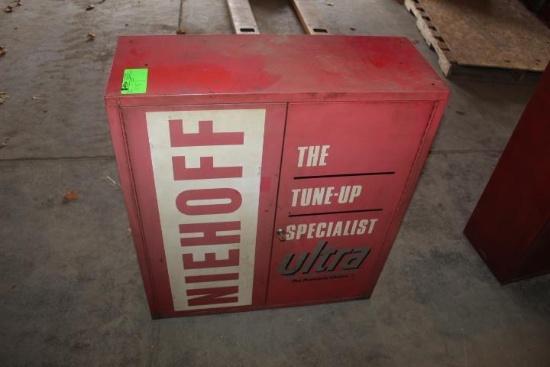 NIEHOFF
THE
TUNE-UP
SPECIALIST
ultra